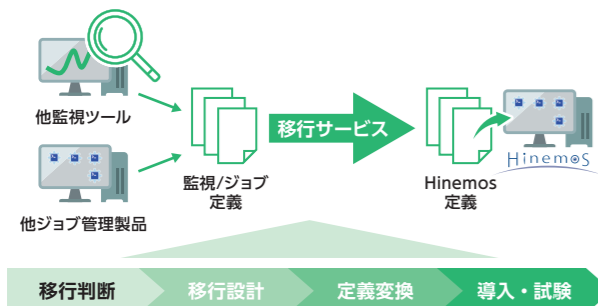 他監視ツール
他ジョブ管理製品
監視/ジョブ
定義
移行サービス
Hinemos
定義
Hinemos
移行判断
移行設計
定義変換
導入・試験